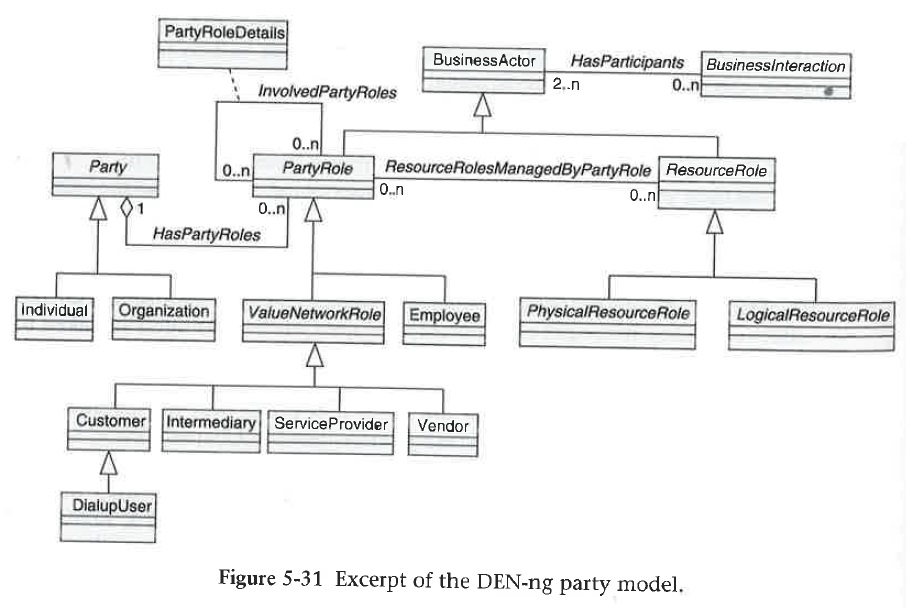 PartyRoleDetails
BusinessActor
HasParticipants
BusinessInteraction
2..n
0..n
InvolvedPartyRoles
0..n
0..n
Party
PartyRole
ResourceRolesManagedByPartyRole
ResourceRole
1
0..n
0..n
0..n
HasPartyRoles
Individual
Organization
ValueNetworkRole
Employee
PhysicalResourceRole
LogicalResourceRole
Customer
Intermediary
ServiceProvider
Vendor
DialupUser
Figure 5-31 Excerpt of the DEN-ng party model.